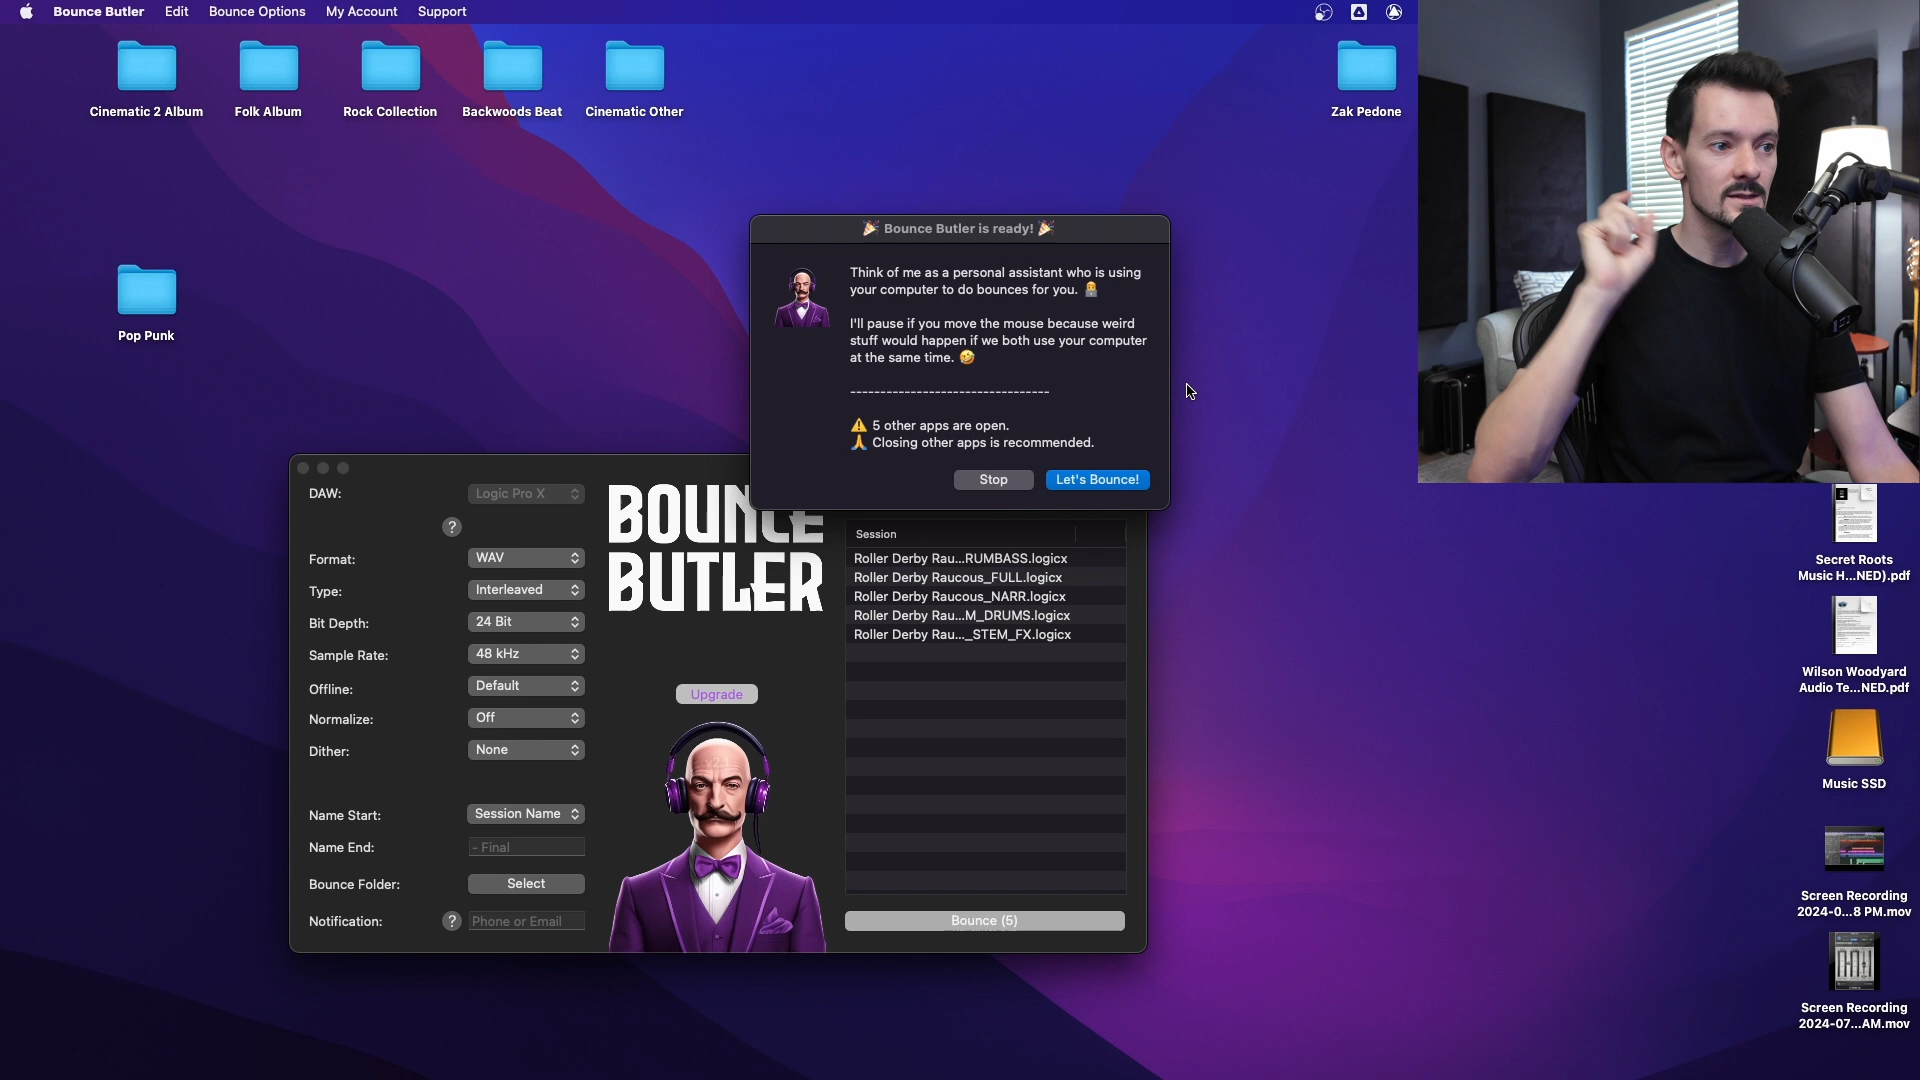 Bounce Butler Edit Bounce Options My Account Support
Cinematic 2 Album
Folk Album
Rock Collection
Backwoods Beat
Cinematic Other
Zak Pedone
Pop Punk
🎉 Bounce Butler is ready! 🎉
Think of me as a personal assistant who is using
your computer to do bounces for you. 👨‍💻
I'll pause if you move the mouse because weird
stuff would happen if we both use your computer
at the same time. 🤣
---------------------------------
⚠️ 5 other apps are open.
🙏 Closing other apps is recommended.
Stop
Let's Bounce!
DAW: Logic Pro X
?
Format: WAV
Type: Interleaved
Bit Depth: 24 Bit
Sample Rate: 48 kHz
Offline: Default
Normalize: Off
Dither: None
Name Start: Session Name
Name End: - Final
Bounce Folder: Select
Notification: ? Phone or Email
BOUNCE
BUTLER
Upgrade
Session
Roller Derby Rau...RUMBASS.logicx
Roller Derby Raucous_FULL.logicx
Roller Derby Raucous_NARR.logicx
Roller Derby Rau...M_DRUMS.logicx
Roller Derby Rau..._STEM_FX.logicx
Bounce (5)
Secret Roots
Music H...NED).pdf
Wilson Woodyard
Audio Te...NED.pdf
Music SSD
Screen Recording
2024-0...8 PM.mov
Screen Recording
2024-07...AM.mov